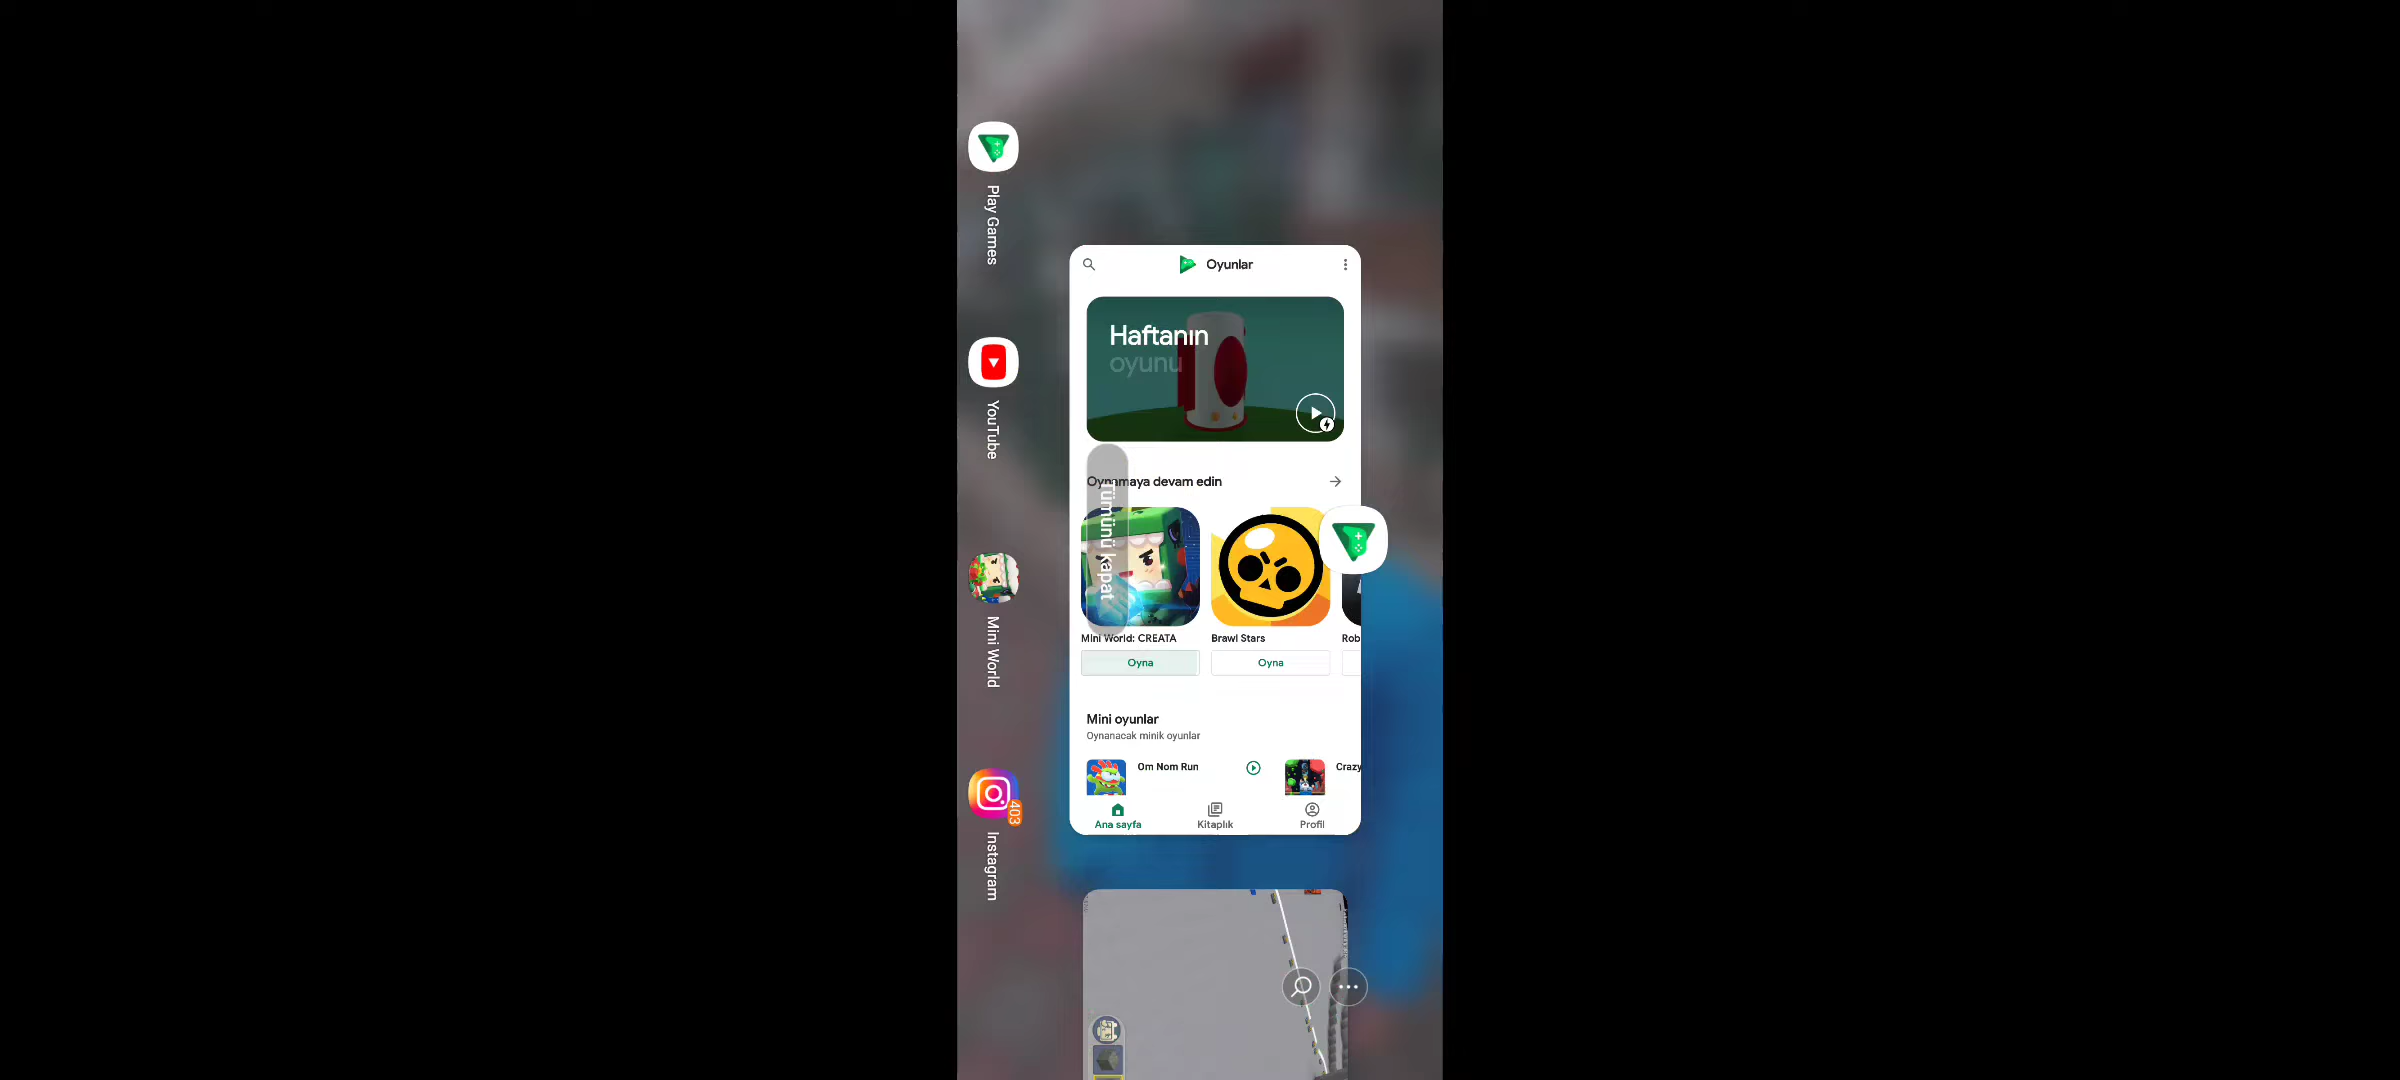 Play Games
YouTube
Mini World
403
Instagram
Oyunlar
Haftanın
oyunu
Oynamaya devam edin
Tümünü kapat
Mini World: CREATA
Brawl Stars
Rob
Oyna
Oyna
Mini oyunlar
Oynanacak minik oyunlar
Om Nom Run
Crazy
Ana sayfa
Kitaplık
Profil